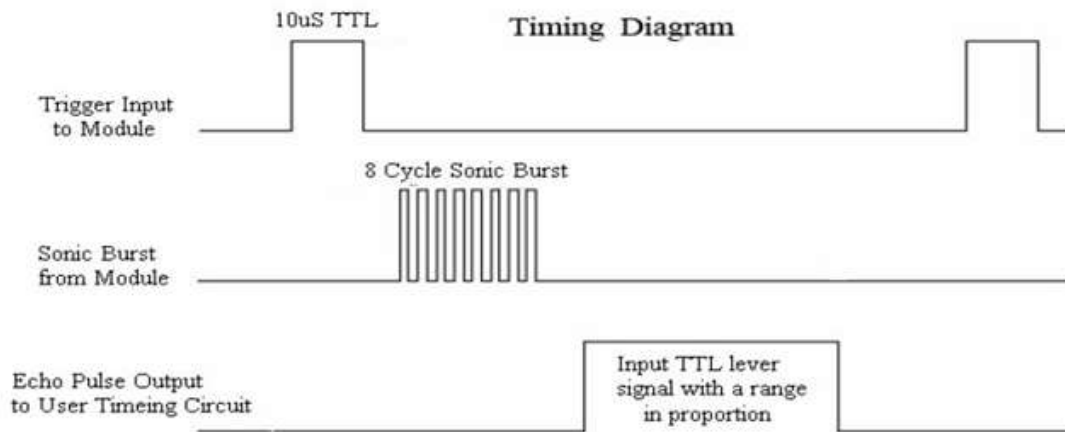 10uS TTL
Timing Diagram
Trigger Input
to Module
8 Cycle Sonic Burst
Sonic Burst
from Module
Echo Pulse Output
to User Timeing Circuit
Input TTL lever
signal with a range
in proportion